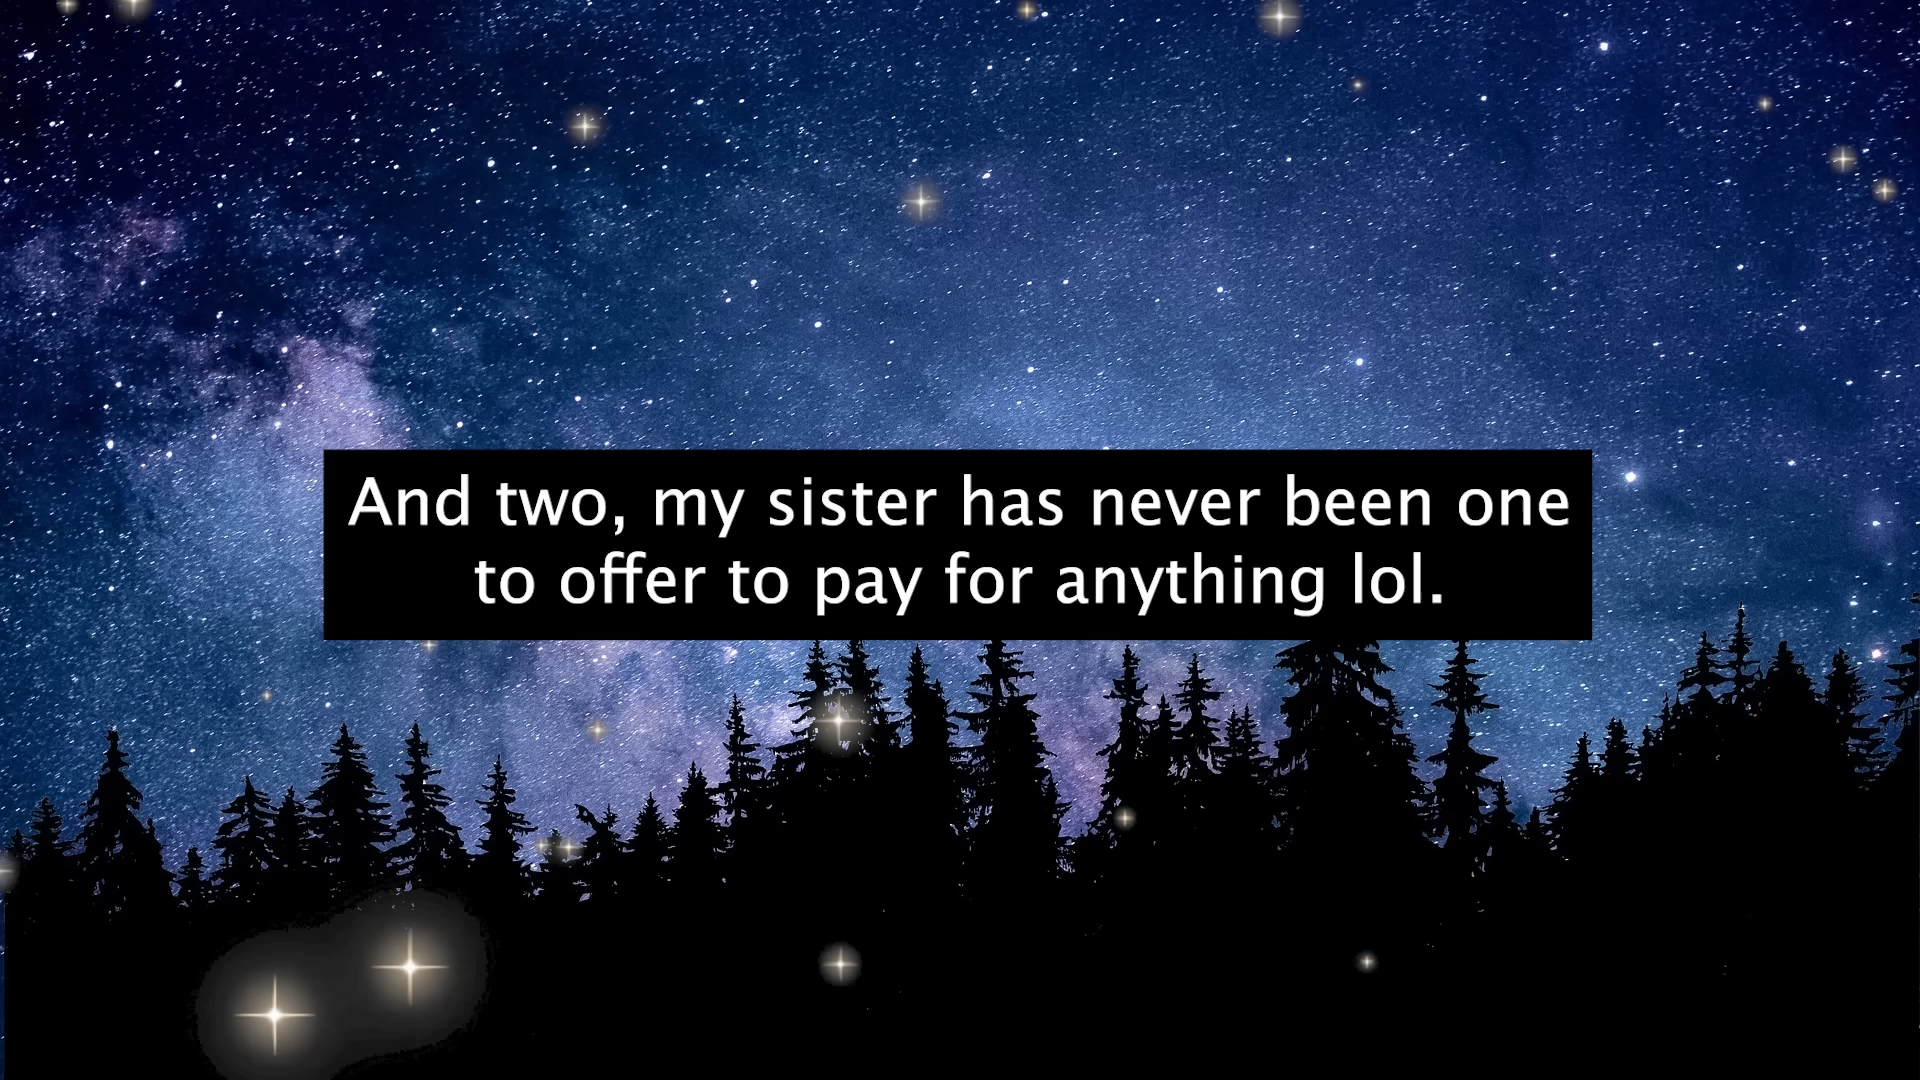 And two, my sister has never been one
to offer to pay for anything lol.